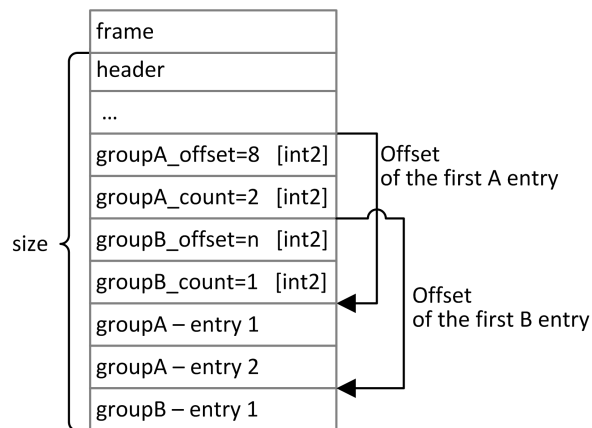 frame
header
...
groupA_offset=8 [int2]
Offset
of the first A entry
groupA_count=2 [int2]
size
groupB_offset=n [int2]
groupB_count=1 [int2]
Offset
of the first B entry
groupA – entry 1
groupA – entry 2
groupB – entry 1